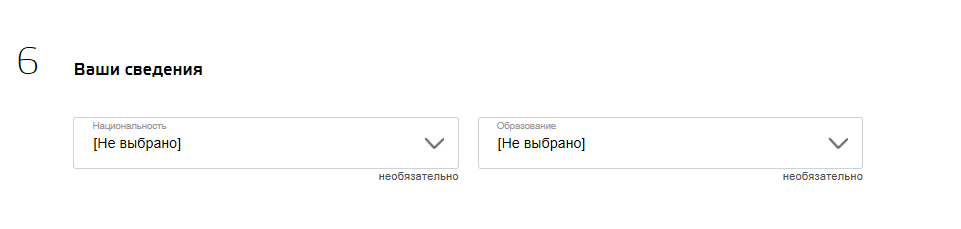 6
Ваши сведения
Национальность
[Не выбрано]
необязательно
Образование
[Не выбрано]
необязательно